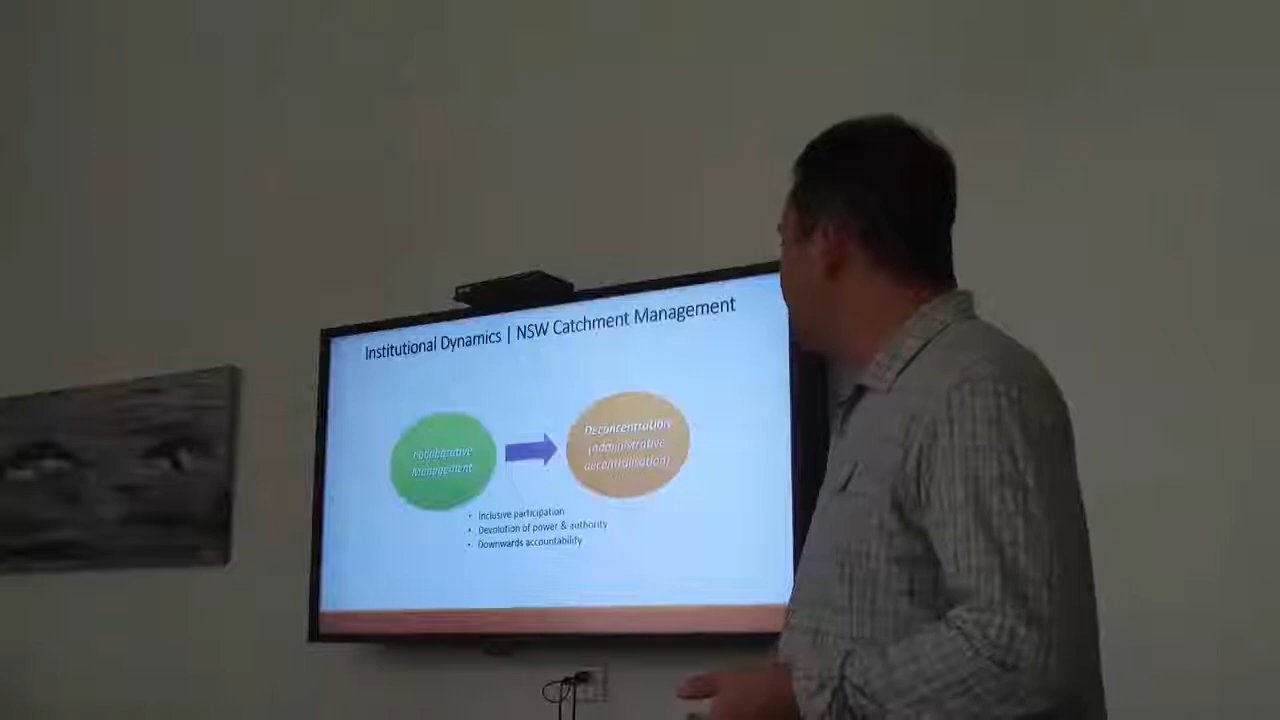 Institutional Dynamics | NSW Catchment Management
Collaborative
Management
Deconcentration
(administrative
decentralisation)
• Inclusive participation
• Devolution of power & authority
• Downwards accountability